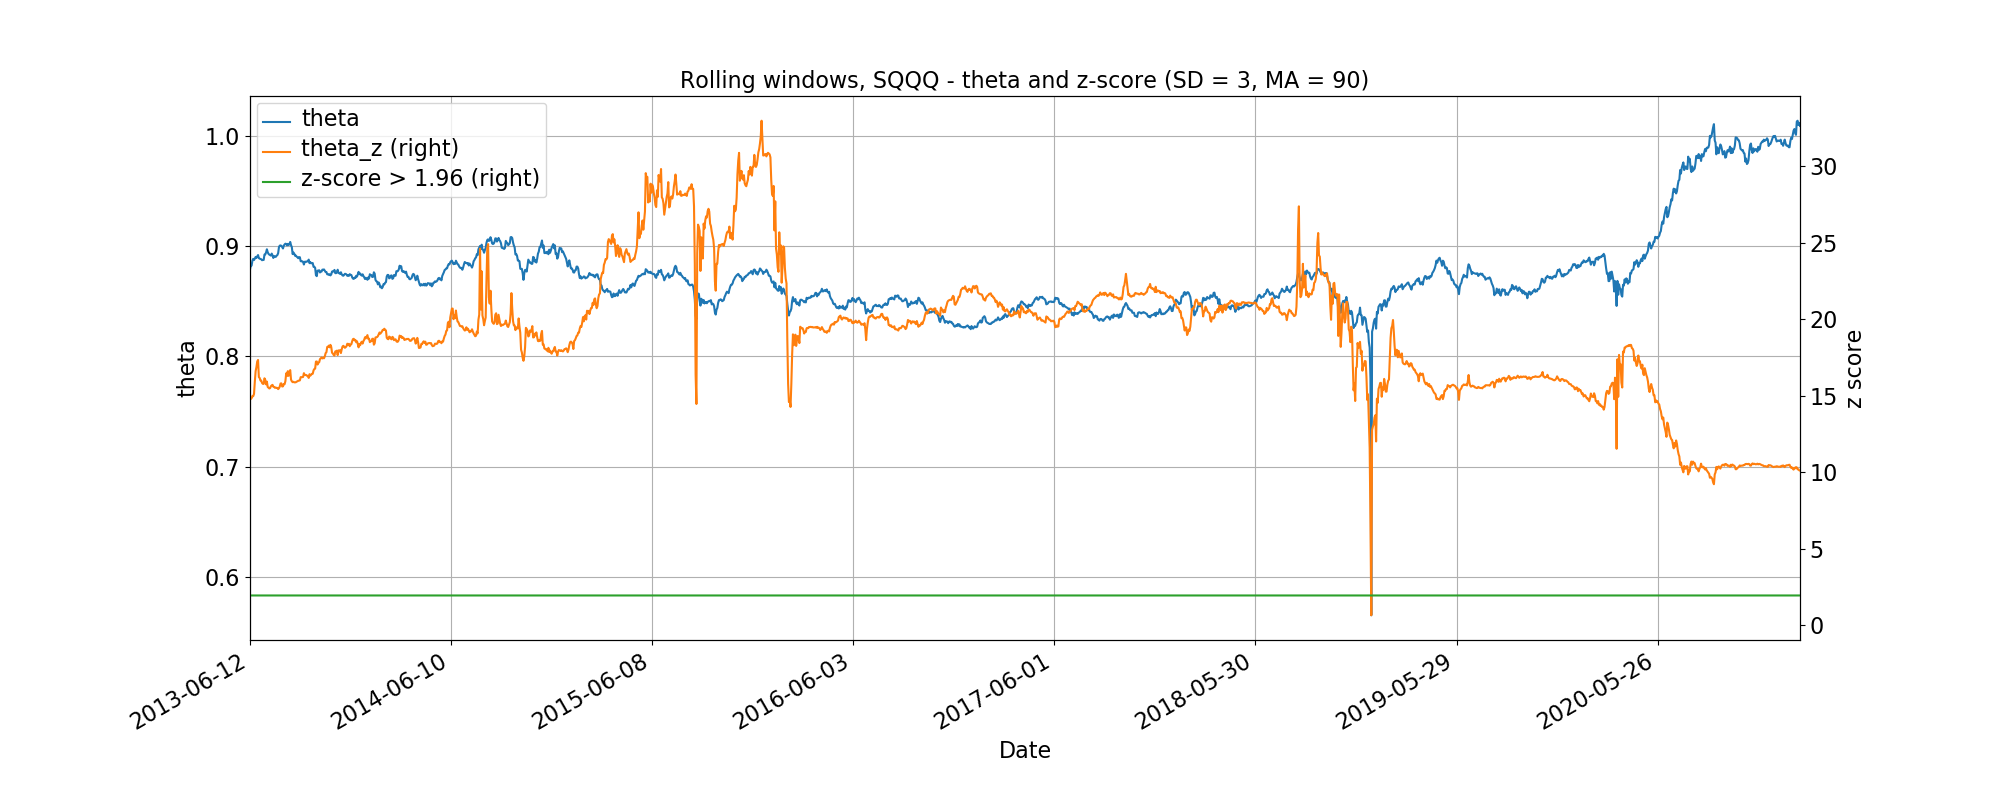 Rolling windows, SQQQ - theta and z-score (SD = 3, MA = 90)
theta
theta_z (right)
z-score > 1.96 (right)
1.0
0.9
0.8
0.7
0.6
theta
30
25
20
15
10
5
0
z score
2013-06-12
2014-06-10
2015-06-08
2016-06-03
2017-06-01
2018-05-30
2019-05-29
2020-05-26
Date